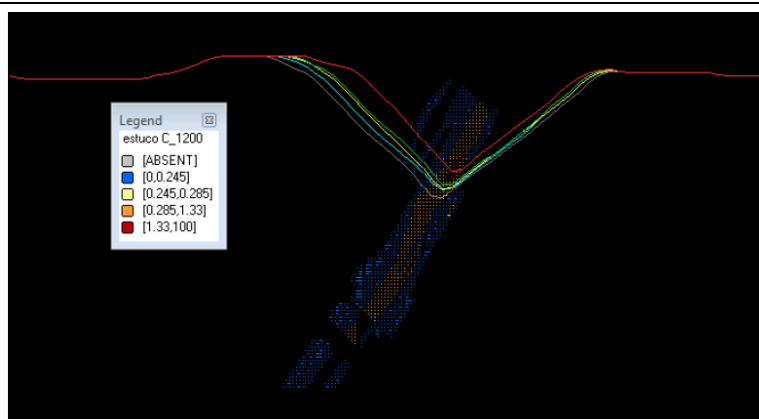 Legend
estuco C_1200
[ABSENT]
[0,0.245]
[0.245,0.285]
[0.285,1.33]
[1.33,100]